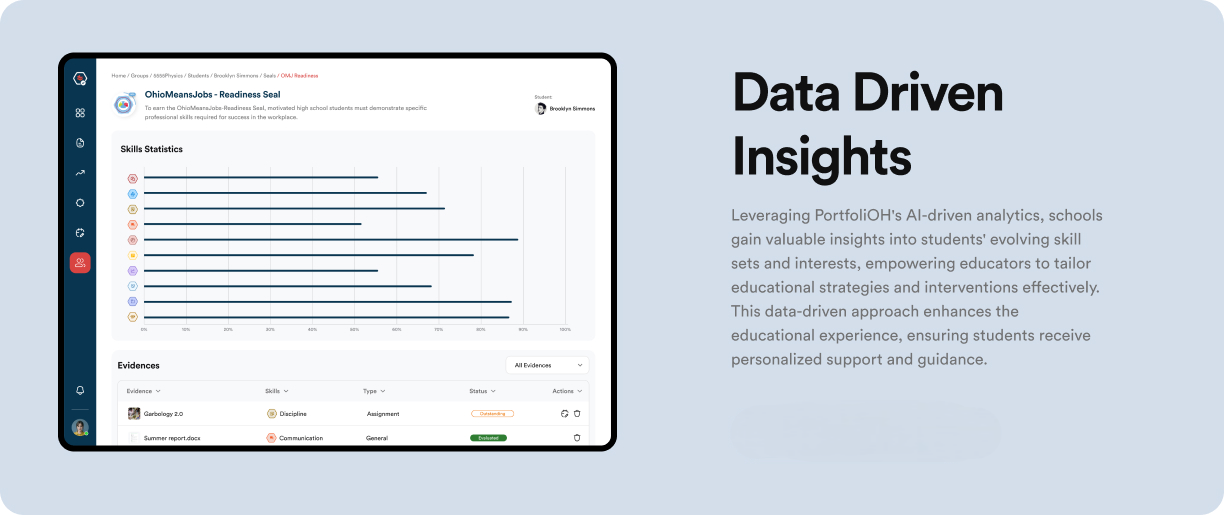 Home / Groups / 5555Physics / Students / Brooklyn Simmons / Seals / OMJ Readiness
OhioMeansJobs - Readiness Seal
To earn the OhioMeansJobs-Readiness Seal, motivated high school students must demonstrate specific
professional skills required for success in the workplace.
Student
Brooklyn Simmons
Skills Statistics
0% 10% 20% 30% 40% 50% 60% 70% 80% 90% 100%
Evidences
All Evidences
Evidence Skills Type Status Actions
Garbology 2.0 Discipline Assignment Outstanding
Summer report.docx Communication General Evaluated
Data Driven
Insights
Leveraging PortfoliOH's AI-driven analytics, schools
gain valuable insights into students' evolving skill
sets and interests, empowering educators to tailor
educational strategies and interventions effectively.
This data-driven approach enhances the
educational experience, ensuring students receive
personalized support and guidance.